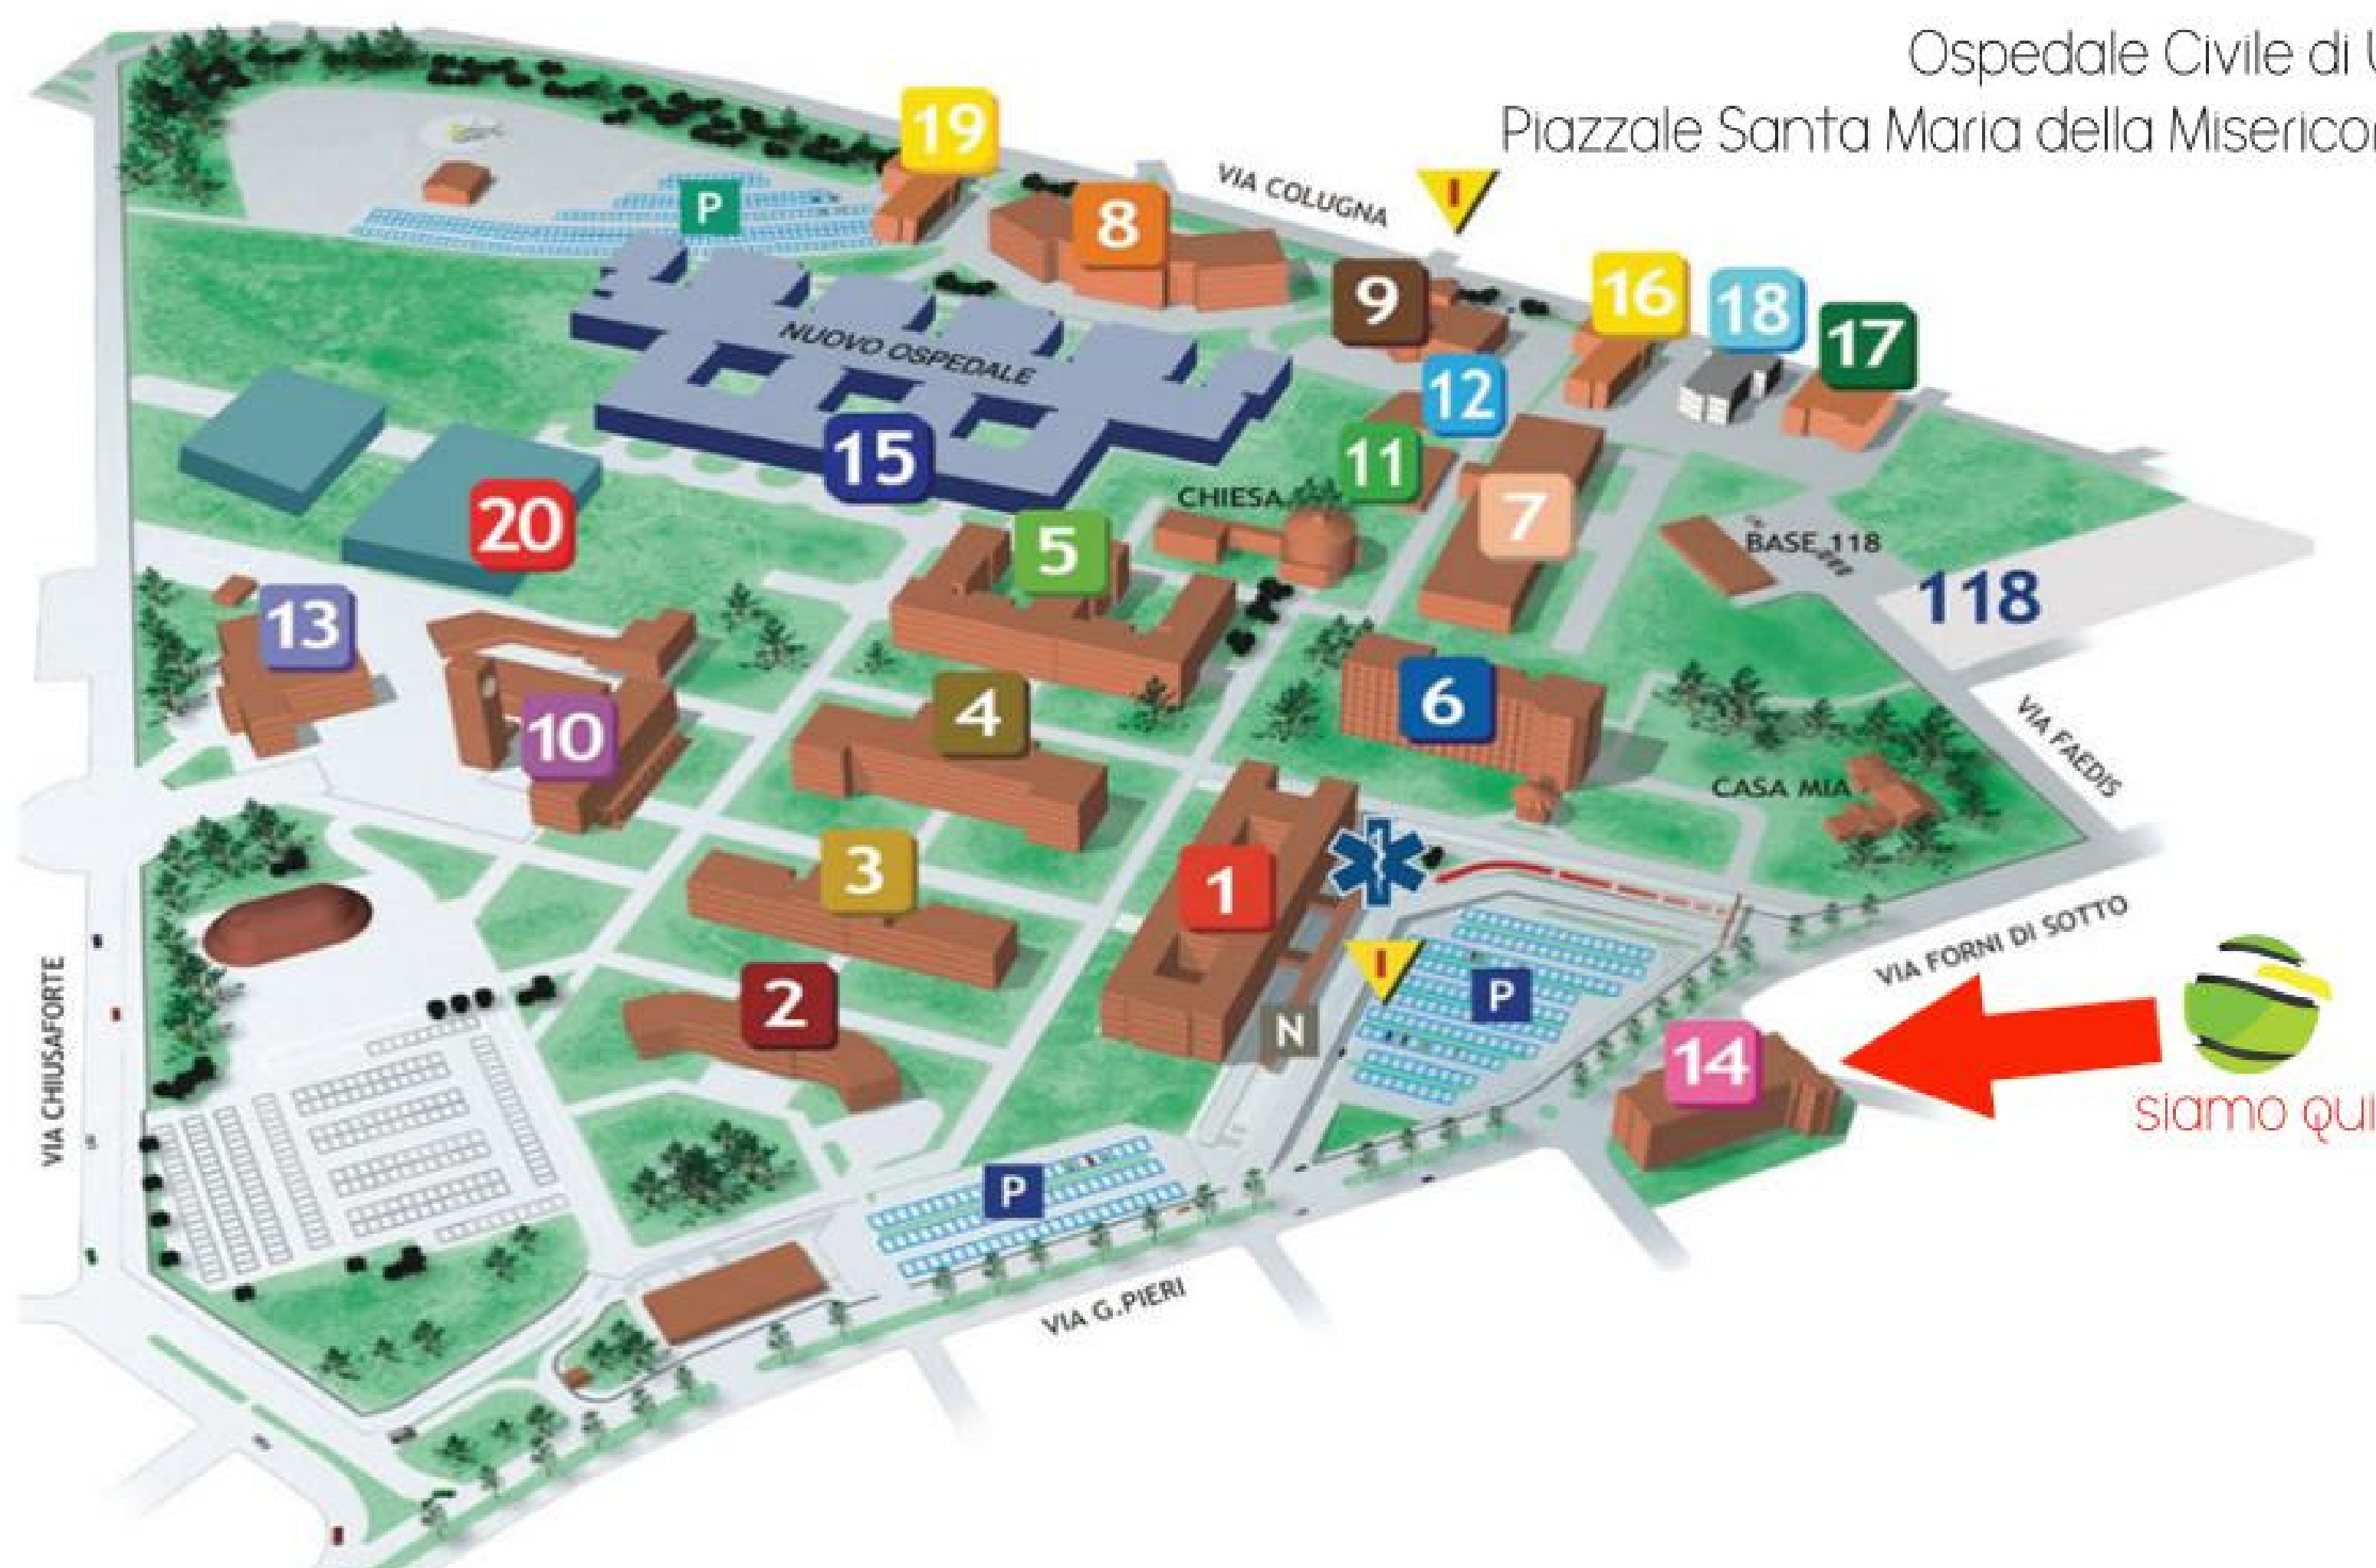 Ospedale Civile di
Piazzale Santa Maria della
19
P
8
VIA COLUGNA
I
9
16
18
17
NUOVO OSPEDALE
12
15
11
CHIESA
7
20
5
BASE 118
118
13
10
4
6
VIA FAEDIS
CASA MIA
3
1
VIA FORNI DI SOTTO
VIA CHIUSAFORTE
2
I
P
N
14
siamo qui
P
VIA G.PIERI